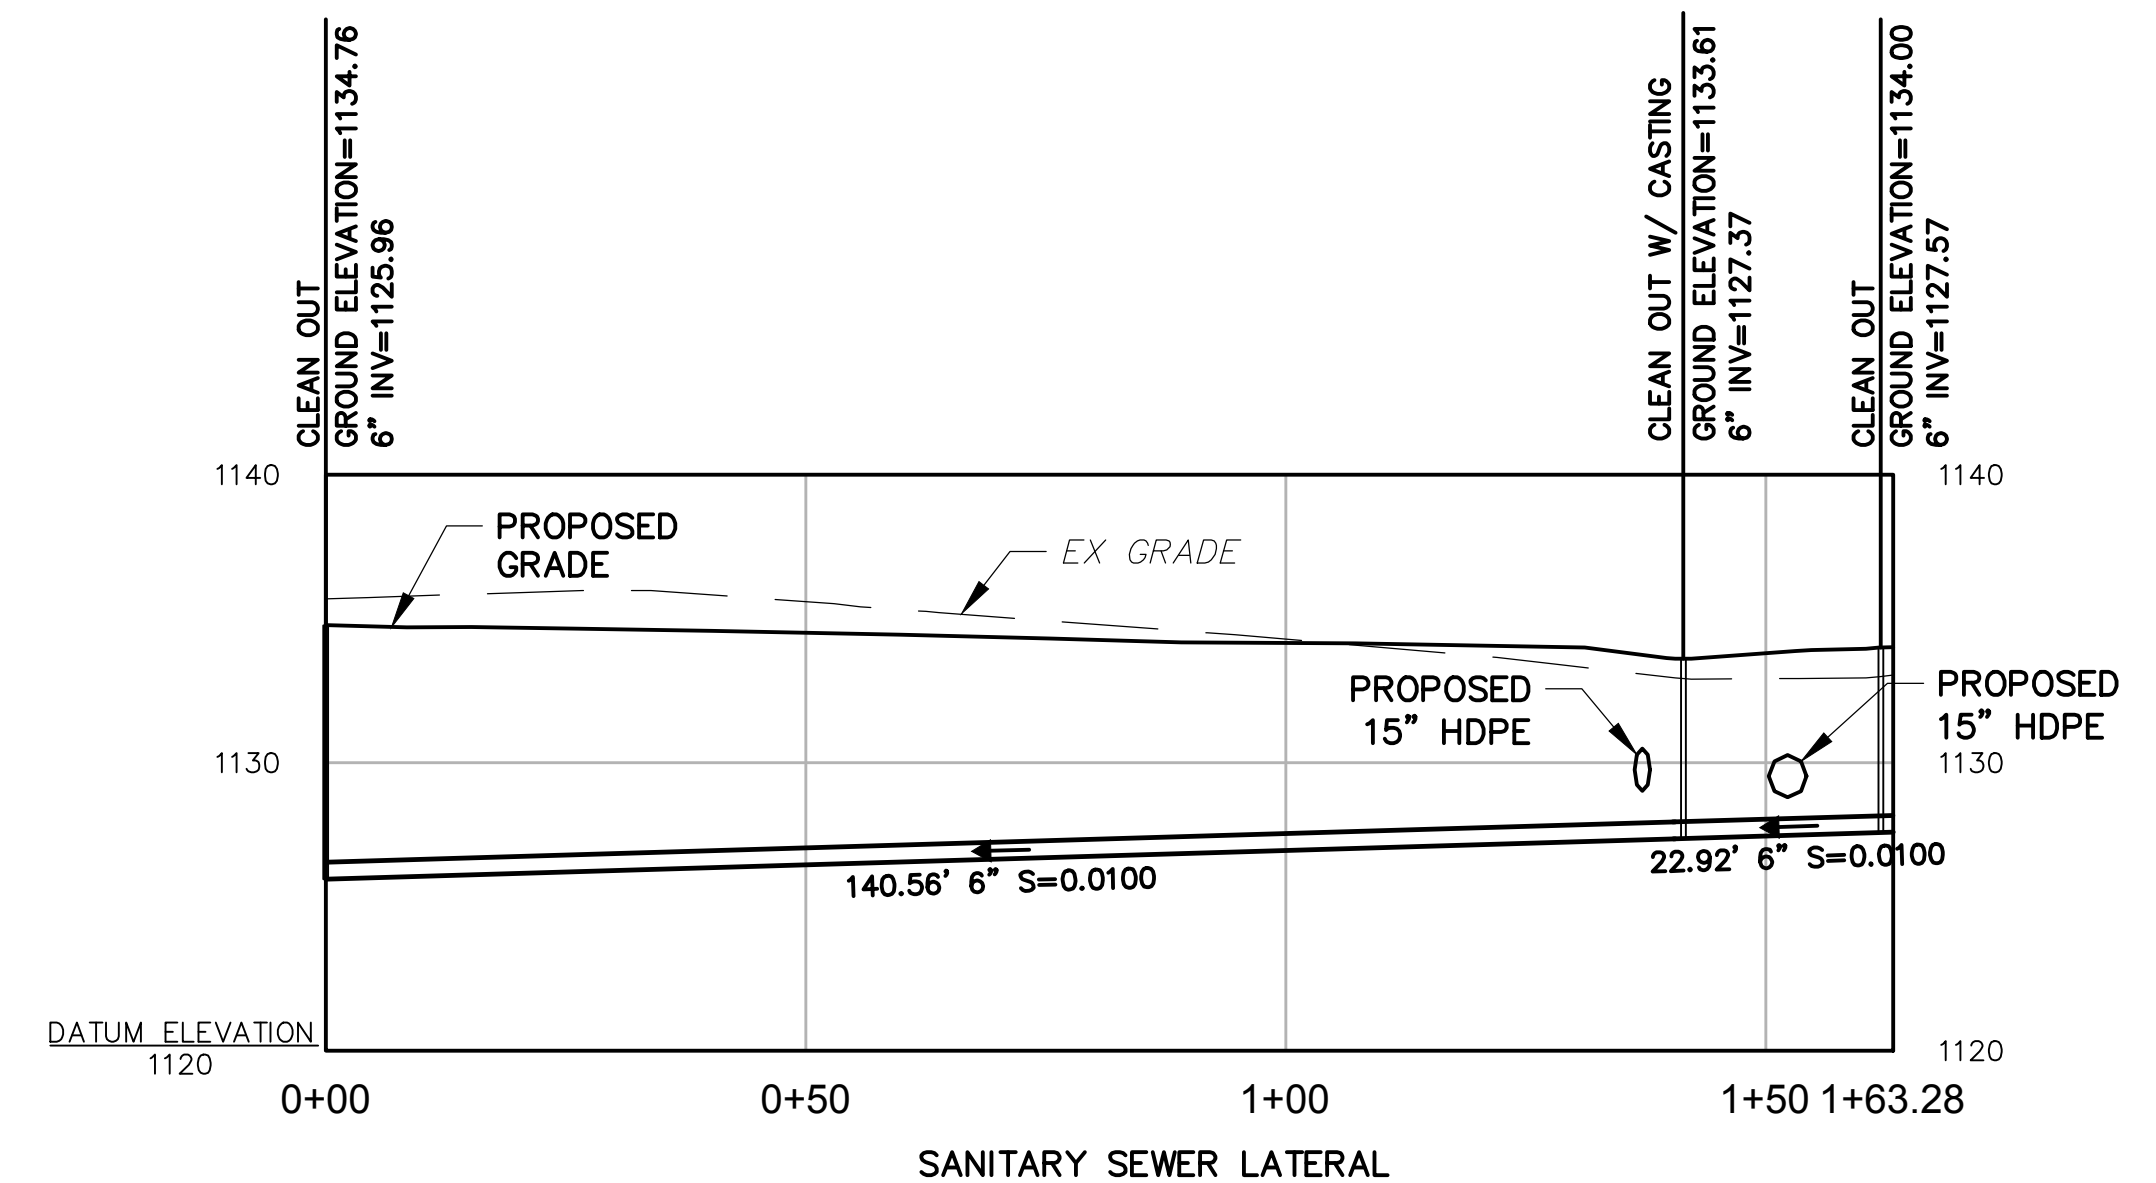 CLEAN OUT
GROUND ELEVATION=1134.76
6” INV=1125.96
CLEAN OUT W/ CASTING
GROUND ELEVATION=1133.61
6” INV=1127.37
CLEAN OUT
GROUND ELEVATION=1134.00
6” INV=1127.57
1140
1140
PROPOSED
GRADE
EX GRADE
PROPOSED
15” HDPE
PROPOSED
15” HDPE
1130
1130
140.56’ 6” S=0.0100
22.92’ 6” S=0.0100
DATUM ELEVATION
1120
1120
0+00
0+50
1+00
1+50
1+63.28
SANITARY SEWER LATERAL